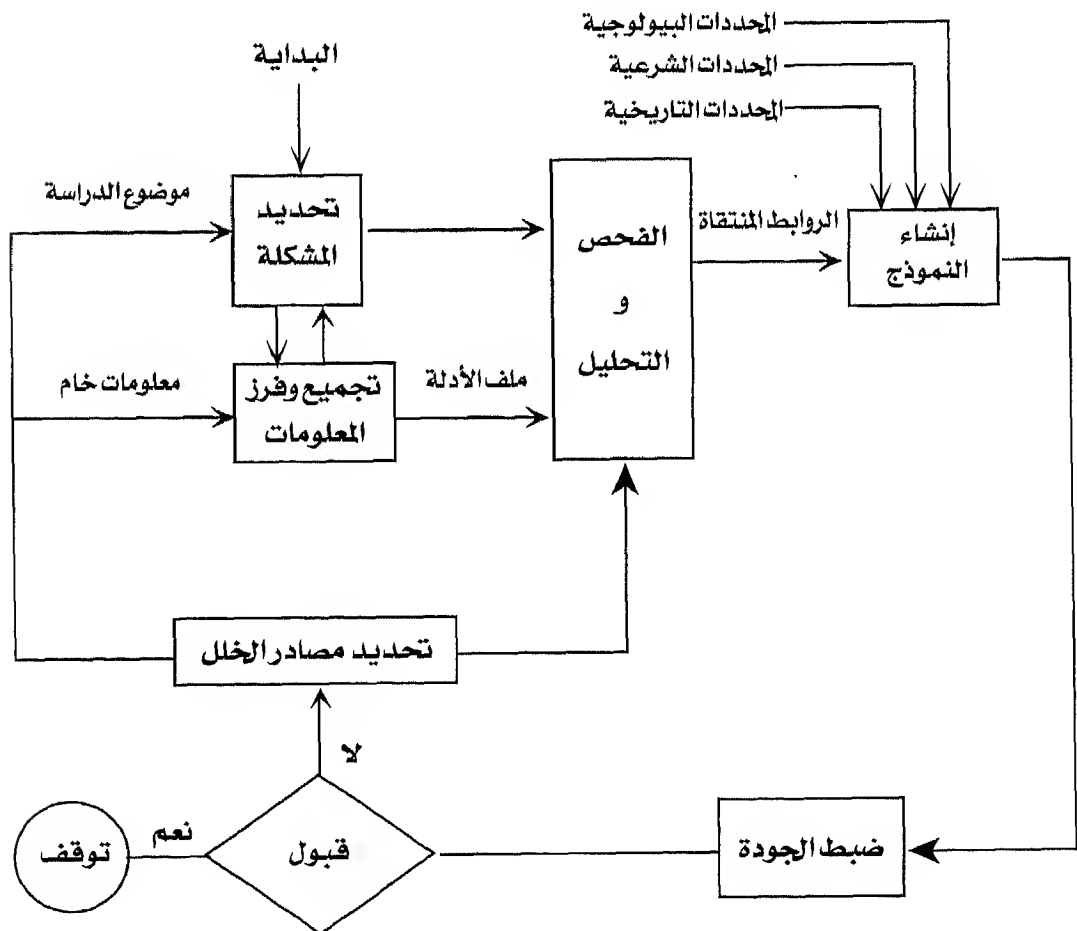 المحددات البيولوجية
المحددات الشرعية
المحددات التاريخية
البداية
موضوع الدراسة
تحديد
المشكلة
الفحص
و
التحليل
الروابط المنتقاة
إنشاء
النموذج
معلومات خام
تجميع وفرز
المعلومات
ملف الأدلة
تحديد مصادر الخلل
لا
ضبط الجودة
قبول
نعم
توقف